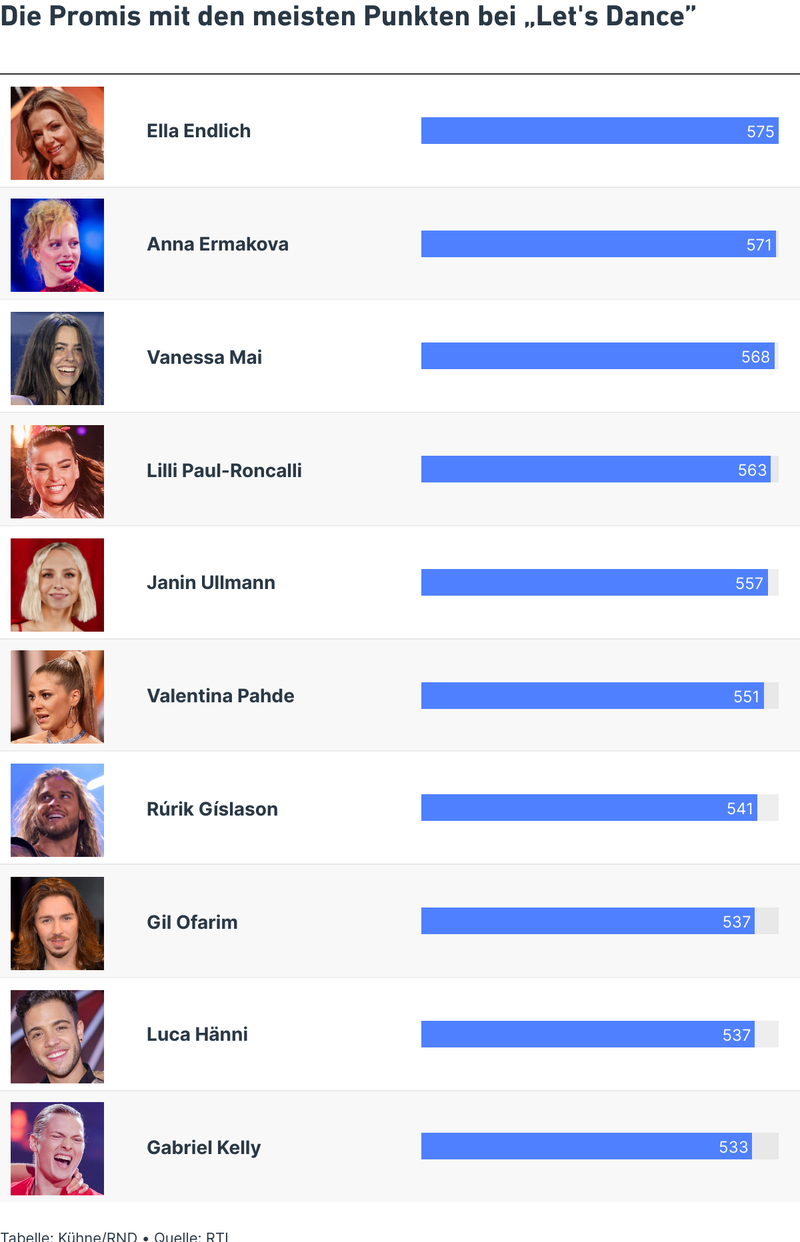 Die Promis mit den meisten Punkten bei „Let's Dance”
Ella Endlich 575
Anna Ermakova 571
Vanessa Mai 568
Lilli Paul-Roncalli 563
Janin Ullmann 557
Valentina Pahde 551
Rúrik Gíslason 541
Gil Ofarim 537
Luca Hänni 537
Gabriel Kelly 533
Tabelle: Kühne/RND • Quelle: RTL